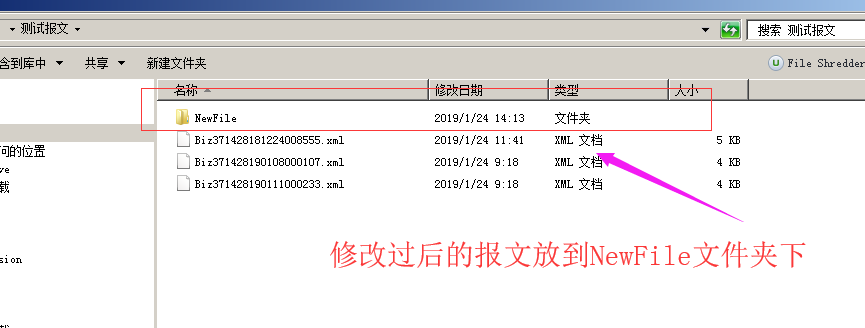 测试报文
搜索 测试报文
含到库中 共享 新建文件夹 File Shredder
名称 修改日期 类型 大小
NewFile 2019/1/24 14:13 文件夹
Biz371428181224008555.xml 2019/1/24 11:41 XML 文档 5 KB
问的位置
Biz371428190108000107.xml 2019/1/24 9:18 XML 文档 4 KB
ve
载
Biz371428190111000233.xml 2019/1/24 9:18 XML 文档 4 KB
修改过后的报文放到NewFile文件夹下
sion